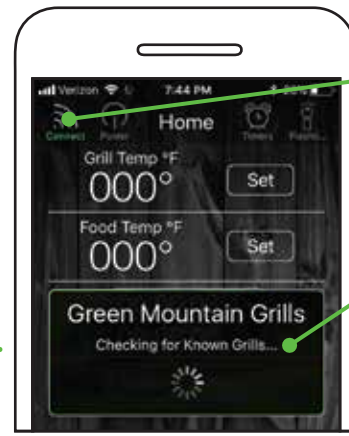 Verizon 7:44 PM
Connect Power Home Timers
Grill Temp °F
000° Set
Food Temp °F
000° Set
Green Mountain Grills
Checking for Known Grills...